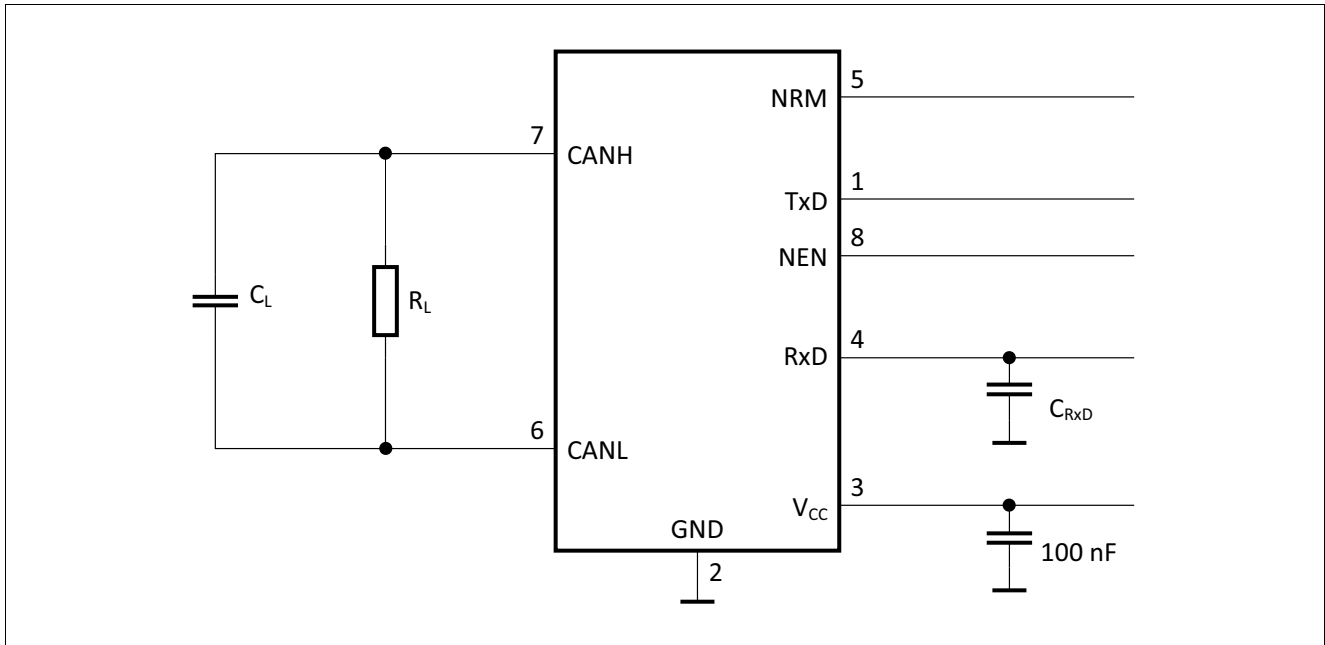 5
NRM
7
CANH
1
TxD
8
NEN
C_L
R_L
4
RxD
C_RxD
6
CANL
3
V_CC
GND
100 nF
2